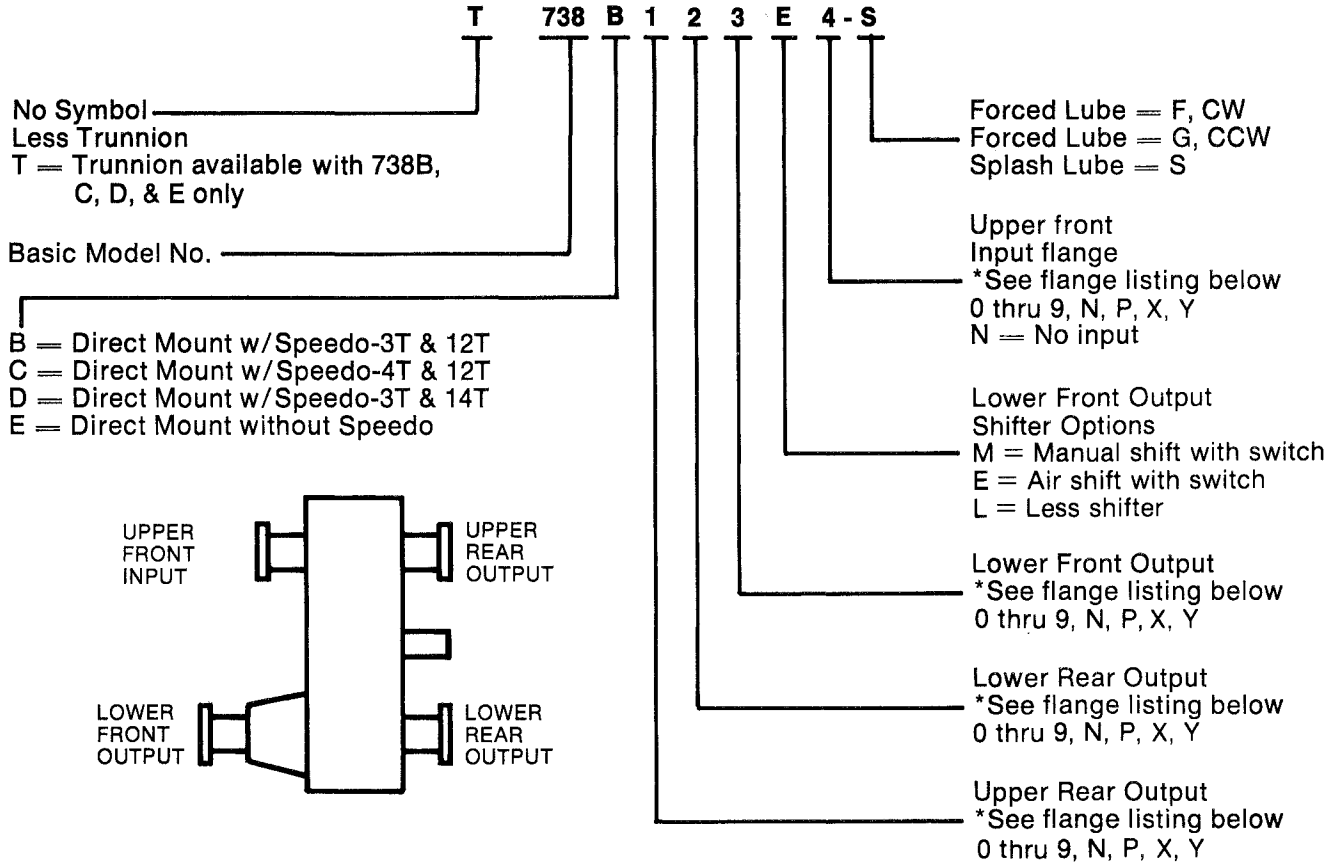 T 738 B 1 2 3 E 4 - S
No Symbol
Less Trunnion
T = Trunnion available with 738B,
C, D, & E only
Basic Model No.
B = Direct Mount w/Speedo-3T & 12T
C = Direct Mount w/Speedo-4T & 12T
D = Direct Mount w/Speedo-3T & 14T
E = Direct Mount without Speedo
UPPER
FRONT
INPUT
UPPER
REAR
OUTPUT
LOWER
FRONT
OUTPUT
LOWER
REAR
OUTPUT
Forced Lube = F, CW
Forced Lube = G, CCW
Splash Lube = S
Upper front
Input flange
*See flange listing below
0 thru 9, N, P, X, Y
N = No input
Lower Front Output
Shifter Options
M = Manual shift with switch
E = Air shift with switch
L = Less shifter
Lower Front Output
*See flange listing below
0 thru 9, N, P, X, Y
Lower Rear Output
*See flange listing below
0 thru 9, N, P, X, Y
Upper Rear Output
*See flange listing below
0 thru 9, N, P, X, Y